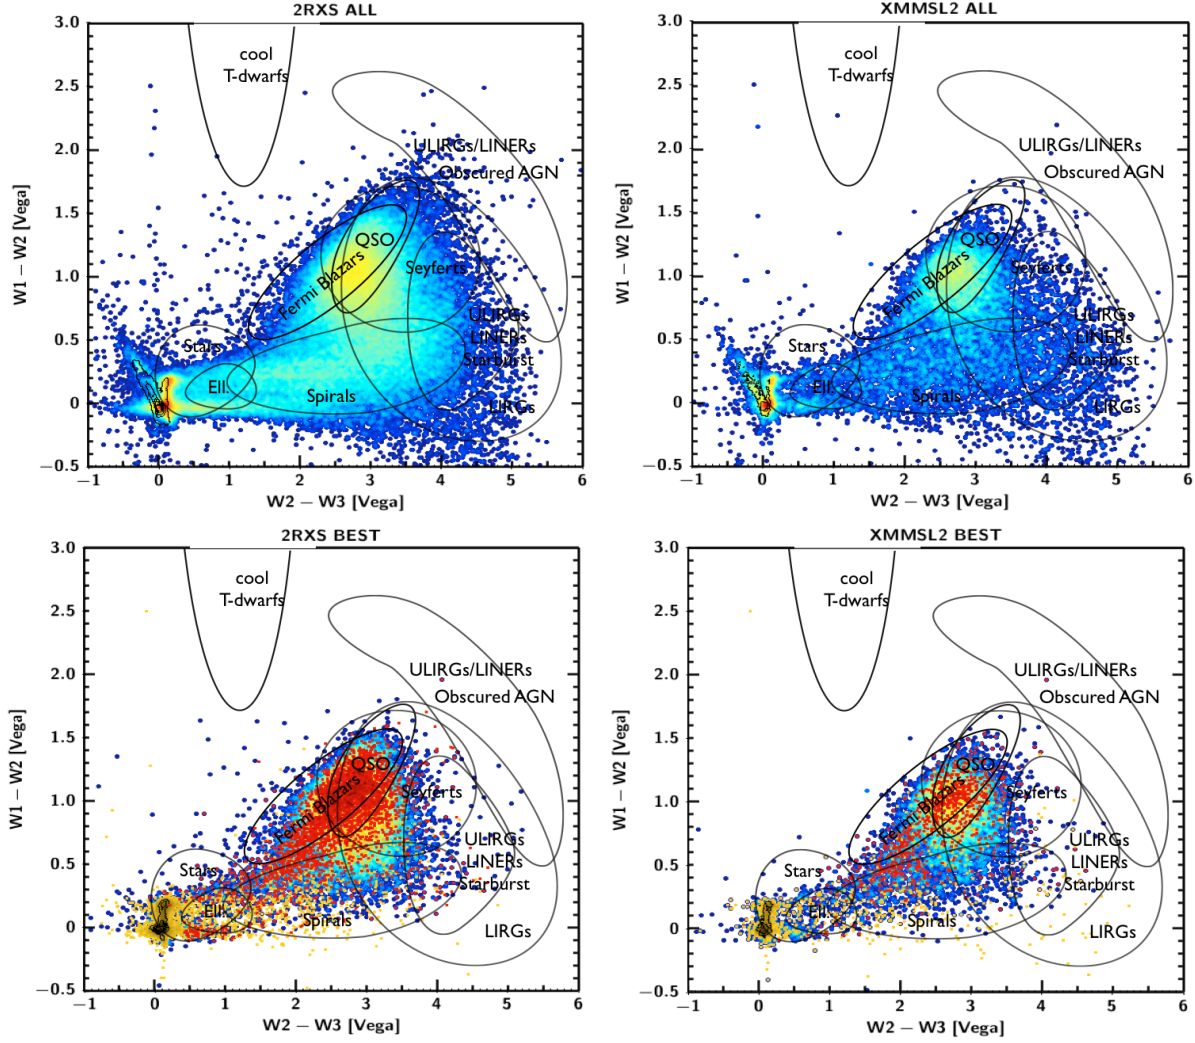 2RXS ALL
3.0
2.5
2.0
1.5
1.0
0.5
0
−0.5
W1 − W2 [Vega]
cool
T-dwarfs
ULIRGs/LINERs
Obscured AGN
QSO
Seyferts
Fermi Blazars
ULIRGs
LINERs
Starburst
Stars
Ell.
Spirals
LIRGs
−1 0 1 2 3 4 5 6
W2 − W3 [Vega]
XMMSL2 ALL
3.0
2.5
2.0
1.5
1.0
0.5
0
−0.5
W1 − W2 [Vega]
cool
T-dwarfs
ULIRGs/LINERs
Obscured AGN
QSO
Seyferts
Fermi Blazars
ULIRGs
LINERs
Starburst
Stars
Ell.
Spirals
LIRGs
−1 0 1 2 3 4 5 6
W2 − W3 [Vega]
2RXS BEST
3.0
2.5
2.0
1.5
1.0
0.5
0
−0.5
W1 − W2 [Vega]
cool
T-dwarfs
ULIRGs/LINERs
Obscured AGN
QSO
Seyferts
Fermi Blazars
ULIRGs
LINERs
Starburst
Stars
Ell.
Spirals
LIRGs
−1 0 1 2 3 4 5 6
W2 − W3 [Vega]
XMMSL2 BEST
3.0
2.5
2.0
1.5
1.0
0.5
0
−0.5
W1 − W2 [Vega]
cool
T-dwarfs
ULIRGs/LINERs
Obscured AGN
QSO
Seyferts
Fermi Blazars
ULIRGs
LINERs
Starburst
Stars
Ell.
Spirals
LIRGs
−1 0 1 2 3 4 5 6
W2 − W3 [Vega]